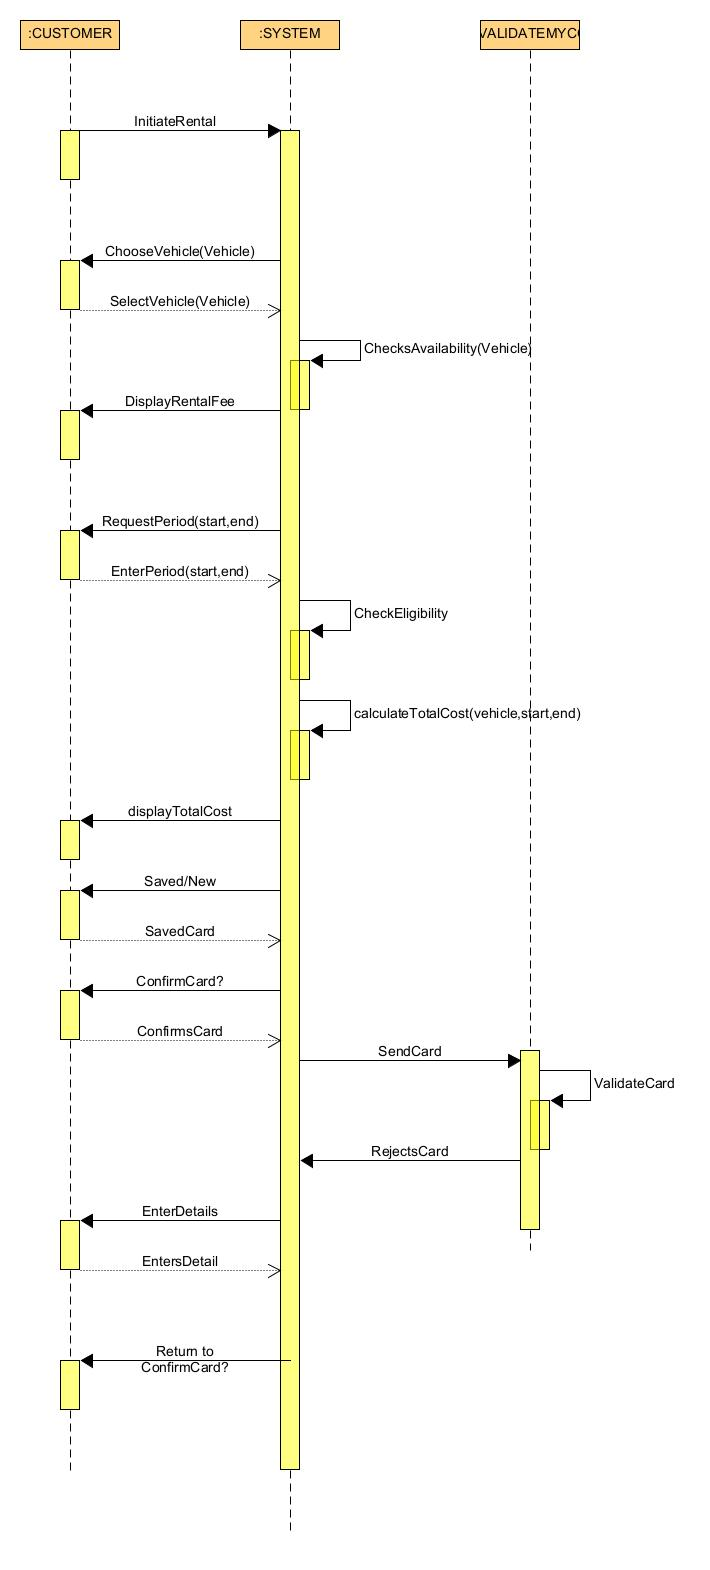 :CUSTOMER
:SYSTEM
VALIDATEMYC
InitiateRental
ChooseVehicle(Vehicle)
SelectVehicle(Vehicle)
ChecksAvailability(Vehicle)
DisplayRentalFee
RequestPeriod(start,end)
EnterPeriod(start,end)
CheckEligibility
calculateTotalCost(vehicle,start,end)
displayTotalCost
Saved/New
SavedCard
ConfirmCard?
ConfirmsCard
SendCard
ValidateCard
RejectsCard
EnterDetails
EntersDetail
Return to
ConfirmCard?